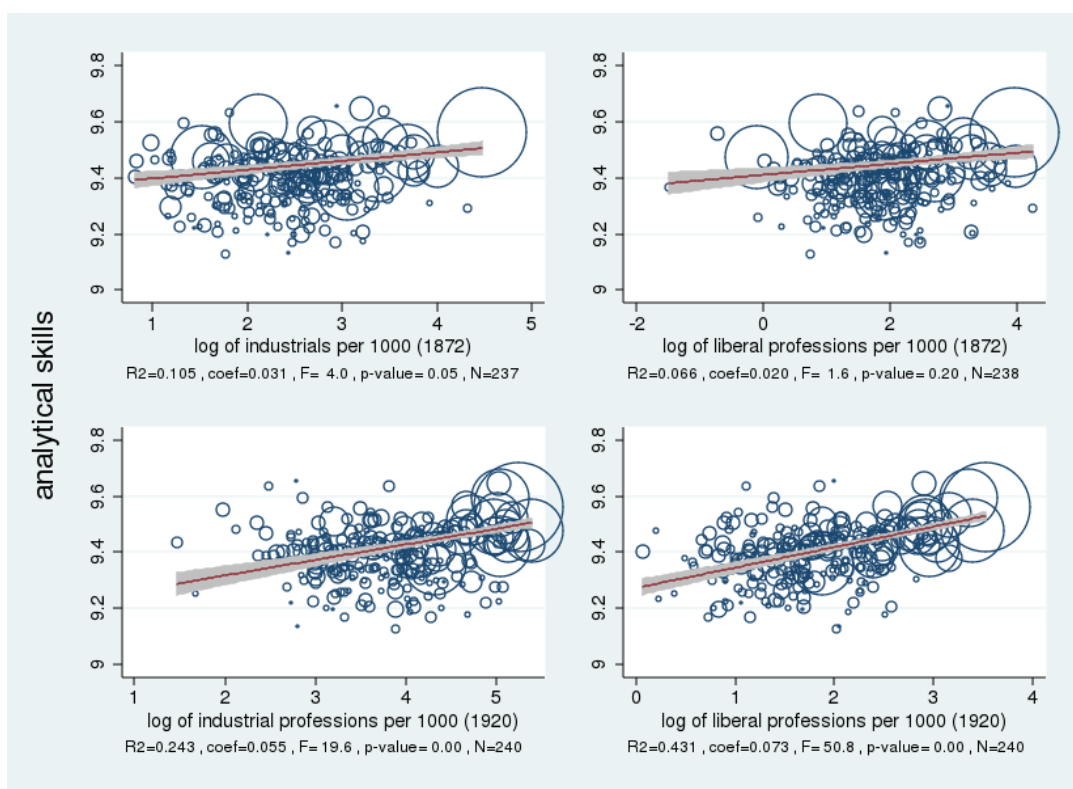 analytical skills
9.8
9.6
9.4
9.2
9
1 2 3 4 5
log of industrials per 1000 (1872)
R2=0.105 , coef=0.031 , F= 4.0 , p-value= 0.05 , N=237
9.8
9.6
9.4
9.2
9
-2 0 2 4
log of liberal professions per 1000 (1872)
R2=0.066 , coef=0.020 , F= 1.6 , p-value= 0.20 , N=238
9.8
9.6
9.4
9.2
9
1 2 3 4 5
log of industrial professions per 1000 (1920)
R2=0.243 , coef=0.055 , F= 19.6 , p-value= 0.00 , N=240
9.8
9.6
9.4
9.2
9
0 1 2 3 4
log of liberal professions per 1000 (1920)
R2=0.431 , coef=0.073 , F= 50.8 , p-value= 0.00 , N=240